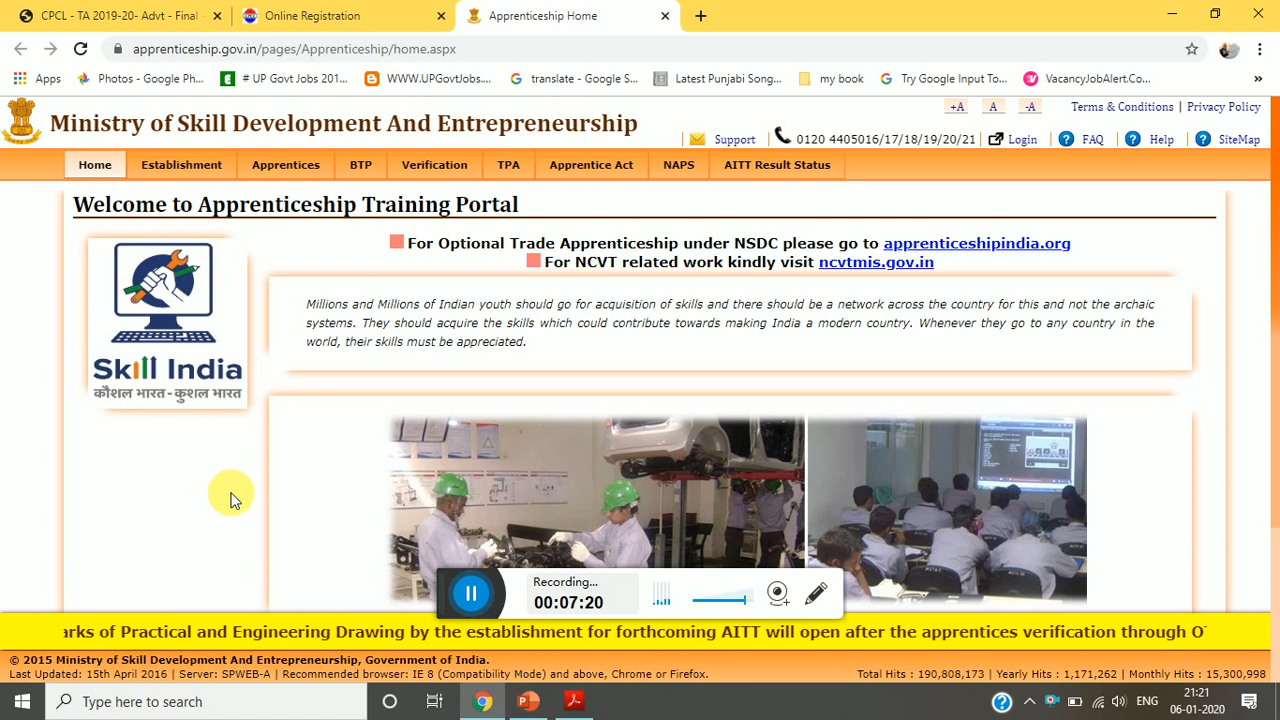 CPCL - TA 2019-20- Advt - Final
Online Registration
Apprenticeship Home
apprenticeship.gov.in/pages/Apprenticeship/home.aspx
Apps
Photos - Google Ph...
# UP Govt Jobs 201...
WWW.UPGovtJobs....
translate - Google S...
Latest Punjabi Song...
my book
Try Google Input To...
VacancyJobAlert.Co...
»
+A A -A Terms & Conditions | Privacy Policy
Ministry of Skill Development And Entrepreneurship
Support 0120 4405016/17/18/19/20/21 Login FAQ Help SiteMap
Home Establishment Apprentices BTP Verification TPA Apprentice Act NAPS AITT Result Status
Welcome to Apprenticeship Training Portal
For Optional Trade Apprenticeship under NSDC please go to apprenticeshipindia.org
For NCVT related work kindly visit ncvtmis.gov.in
Millions and Millions of Indian youth should go for acquisition of skills and there should be a network across the country for this and not the archaic
systems. They should acquire the skills which could contribute towards making India a modern country. Whenever they go to any country in the
world, their skills must be appreciated.
Skill India
कौशल भारत - कुशल भारत
Recording...
00:07:20
arks of Practical and Engineering Drawing by the establishment for forthcoming AITT will open after the apprentices verification through
© 2015 Ministry of Skill Development And Entrepreneurship, Government of India.
Last Updated: 15th April 2016 | Server: SPWEB-A | Recommended browser: IE 8 (Compatibility Mode) and above, Chrome or Firefox.
Total Hits : 190,808,173 | Yearly Hits : 1,171,262 | Monthly Hits : 15,300,998
Type here to search
ENG
21:21
06-01-2020